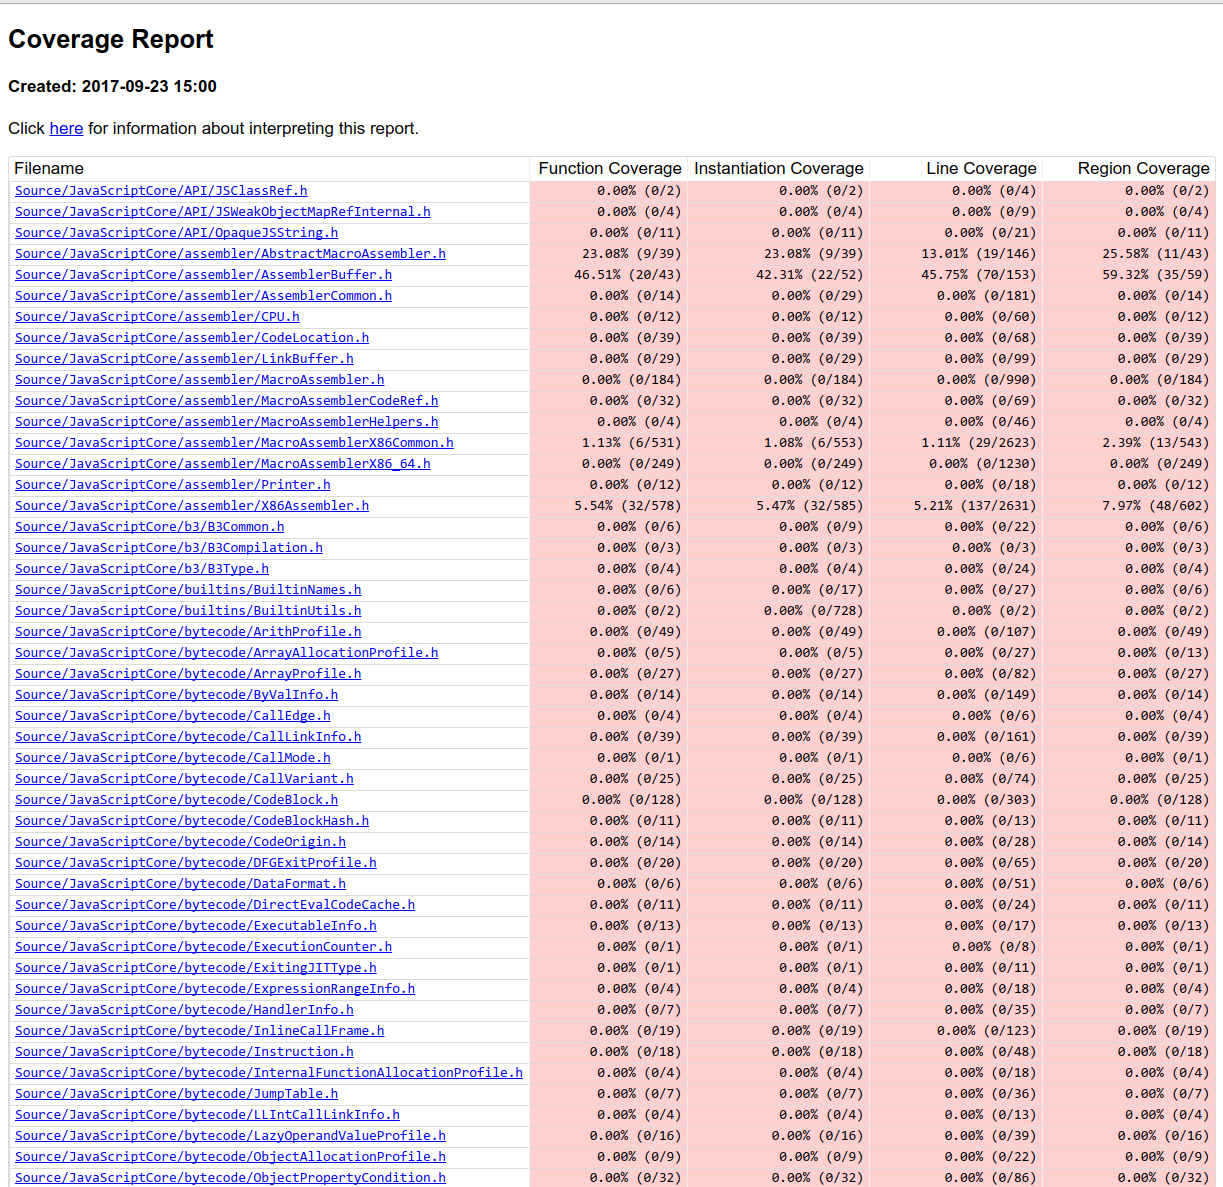 Coverage Report
Created: 2017-09-23 15:00
Click here for information about interpreting this report.
Filename Function Coverage Instantiation Coverage Line Coverage Region Coverage
Source/JavaScriptCore/API/JSClassRef.h 0.00% (0/2) 0.00% (0/2) 0.00% (0/4) 0.00% (0/2)
Source/JavaScriptCore/API/JSWeakObjectMapRefInternal.h 0.00% (0/4) 0.00% (0/4) 0.00% (0/9) 0.00% (0/4)
Source/JavaScriptCore/API/OpaqueJSString.h 0.00% (0/11) 0.00% (0/11) 0.00% (0/21) 0.00% (0/11)
Source/JavaScriptCore/assembler/AbstractMacroAssembler.h 23.08% (9/39) 23.08% (9/39) 13.01% (19/146) 25.58% (11/43)
Source/JavaScriptCore/assembler/AssemblerBuffer.h 46.51% (20/43) 42.31% (22/52) 45.75% (70/153) 59.32% (35/59)
Source/JavaScriptCore/assembler/AssemblerCommon.h 0.00% (0/14) 0.00% (0/29) 0.00% (0/181) 0.00% (0/14)
Source/JavaScriptCore/assembler/CPU.h 0.00% (0/12) 0.00% (0/12) 0.00% (0/60) 0.00% (0/12)
Source/JavaScriptCore/assembler/CodeLocation.h 0.00% (0/39) 0.00% (0/39) 0.00% (0/68) 0.00% (0/39)
Source/JavaScriptCore/assembler/LinkBuffer.h 0.00% (0/29) 0.00% (0/29) 0.00% (0/99) 0.00% (0/29)
Source/JavaScriptCore/assembler/MacroAssembler.h 0.00% (0/184) 0.00% (0/184) 0.00% (0/990) 0.00% (0/184)
Source/JavaScriptCore/assembler/MacroAssemblerCodeRef.h 0.00% (0/32) 0.00% (0/32) 0.00% (0/69) 0.00% (0/32)
Source/JavaScriptCore/assembler/MacroAssemblerHelpers.h 0.00% (0/4) 0.00% (0/4) 0.00% (0/46) 0.00% (0/4)
Source/JavaScriptCore/assembler/MacroAssemblerX86Common.h 1.13% (6/531) 1.08% (6/553) 1.11% (29/2623) 2.39% (13/543)
Source/JavaScriptCore/assembler/MacroAssemblerX86_64.h 0.00% (0/249) 0.00% (0/249) 0.00% (0/1230) 0.00% (0/249)
Source/JavaScriptCore/assembler/Printer.h 0.00% (0/12) 0.00% (0/12) 0.00% (0/18) 0.00% (0/12)
Source/JavaScriptCore/assembler/X86Assembler.h 5.54% (32/578) 5.47% (32/585) 5.21% (137/2631) 7.97% (48/602)
Source/JavaScriptCore/b3/B3Common.h 0.00% (0/6) 0.00% (0/9) 0.00% (0/22) 0.00% (0/6)
Source/JavaScriptCore/b3/B3Compilation.h 0.00% (0/3) 0.00% (0/3) 0.00% (0/3) 0.00% (0/3)
Source/JavaScriptCore/b3/B3Type.h 0.00% (0/4) 0.00% (0/4) 0.00% (0/24) 0.00% (0/4)
Source/JavaScriptCore/builtins/BuiltinNames.h 0.00% (0/6) 0.00% (0/17) 0.00% (0/27) 0.00% (0/6)
Source/JavaScriptCore/builtins/BuiltinUtils.h 0.00% (0/2) 0.00% (0/728) 0.00% (0/2) 0.00% (0/2)
Source/JavaScriptCore/bytecode/ArithProfile.h 0.00% (0/49) 0.00% (0/49) 0.00% (0/107) 0.00% (0/49)
Source/JavaScriptCore/bytecode/ArrayAllocationProfile.h 0.00% (0/5) 0.00% (0/5) 0.00% (0/27) 0.00% (0/13)
Source/JavaScriptCore/bytecode/ArrayProfile.h 0.00% (0/27) 0.00% (0/27) 0.00% (0/82) 0.00% (0/27)
Source/JavaScriptCore/bytecode/ByValInfo.h 0.00% (0/14) 0.00% (0/14) 0.00% (0/149) 0.00% (0/14)
Source/JavaScriptCore/bytecode/CallEdge.h 0.00% (0/4) 0.00% (0/4) 0.00% (0/6) 0.00% (0/4)
Source/JavaScriptCore/bytecode/CallLinkInfo.h 0.00% (0/39) 0.00% (0/39) 0.00% (0/161) 0.00% (0/39)
Source/JavaScriptCore/bytecode/CallMode.h 0.00% (0/1) 0.00% (0/1) 0.00% (0/6) 0.00% (0/1)
Source/JavaScriptCore/bytecode/CallVariant.h 0.00% (0/25) 0.00% (0/25) 0.00% (0/74) 0.00% (0/25)
Source/JavaScriptCore/bytecode/CodeBlock.h 0.00% (0/128) 0.00% (0/128) 0.00% (0/303) 0.00% (0/128)
Source/JavaScriptCore/bytecode/CodeBlockHash.h 0.00% (0/11) 0.00% (0/11) 0.00% (0/13) 0.00% (0/11)
Source/JavaScriptCore/bytecode/CodeOrigin.h 0.00% (0/14) 0.00% (0/14) 0.00% (0/28) 0.00% (0/14)
Source/JavaScriptCore/bytecode/DFGExitProfile.h 0.00% (0/20) 0.00% (0/20) 0.00% (0/65) 0.00% (0/20)
Source/JavaScriptCore/bytecode/DataFormat.h 0.00% (0/6) 0.00% (0/6) 0.00% (0/51) 0.00% (0/6)
Source/JavaScriptCore/bytecode/DirectEvalCodeCache.h 0.00% (0/11) 0.00% (0/11) 0.00% (0/24) 0.00% (0/11)
Source/JavaScriptCore/bytecode/ExecutableInfo.h 0.00% (0/13) 0.00% (0/13) 0.00% (0/17) 0.00% (0/13)
Source/JavaScriptCore/bytecode/ExecutionCounter.h 0.00% (0/1) 0.00% (0/1) 0.00% (0/8) 0.00% (0/1)
Source/JavaScriptCore/bytecode/ExitingJITType.h 0.00% (0/1) 0.00% (0/1) 0.00% (0/11) 0.00% (0/1)
Source/JavaScriptCore/bytecode/ExpressionRangeInfo.h 0.00% (0/4) 0.00% (0/4) 0.00% (0/18) 0.00% (0/4)
Source/JavaScriptCore/bytecode/HandlerInfo.h 0.00% (0/7) 0.00% (0/7) 0.00% (0/35) 0.00% (0/7)
Source/JavaScriptCore/bytecode/InlineCallFrame.h 0.00% (0/19) 0.00% (0/19) 0.00% (0/123) 0.00% (0/19)
Source/JavaScriptCore/bytecode/Instruction.h 0.00% (0/18) 0.00% (0/18) 0.00% (0/48) 0.00% (0/18)
Source/JavaScriptCore/bytecode/InternalFunctionAllocationProfile.h 0.00% (0/4) 0.00% (0/4) 0.00% (0/18) 0.00% (0/4)
Source/JavaScriptCore/bytecode/JumpTable.h 0.00% (0/7) 0.00% (0/7) 0.00% (0/36) 0.00% (0/7)
Source/JavaScriptCore/bytecode/LLIntCallLinkInfo.h 0.00% (0/4) 0.00% (0/4) 0.00% (0/13) 0.00% (0/4)
Source/JavaScriptCore/bytecode/LazyOperandValueProfile.h 0.00% (0/16) 0.00% (0/16) 0.00% (0/39) 0.00% (0/16)
Source/JavaScriptCore/bytecode/ObjectAllocationProfile.h 0.00% (0/9) 0.00% (0/9) 0.00% (0/22) 0.00% (0/9)
Source/JavaScriptCore/bytecode/ObjectPropertyCondition.h 0.00% (0/32) 0.00% (0/32) 0.00% (0/86) 0.00% (0/32)